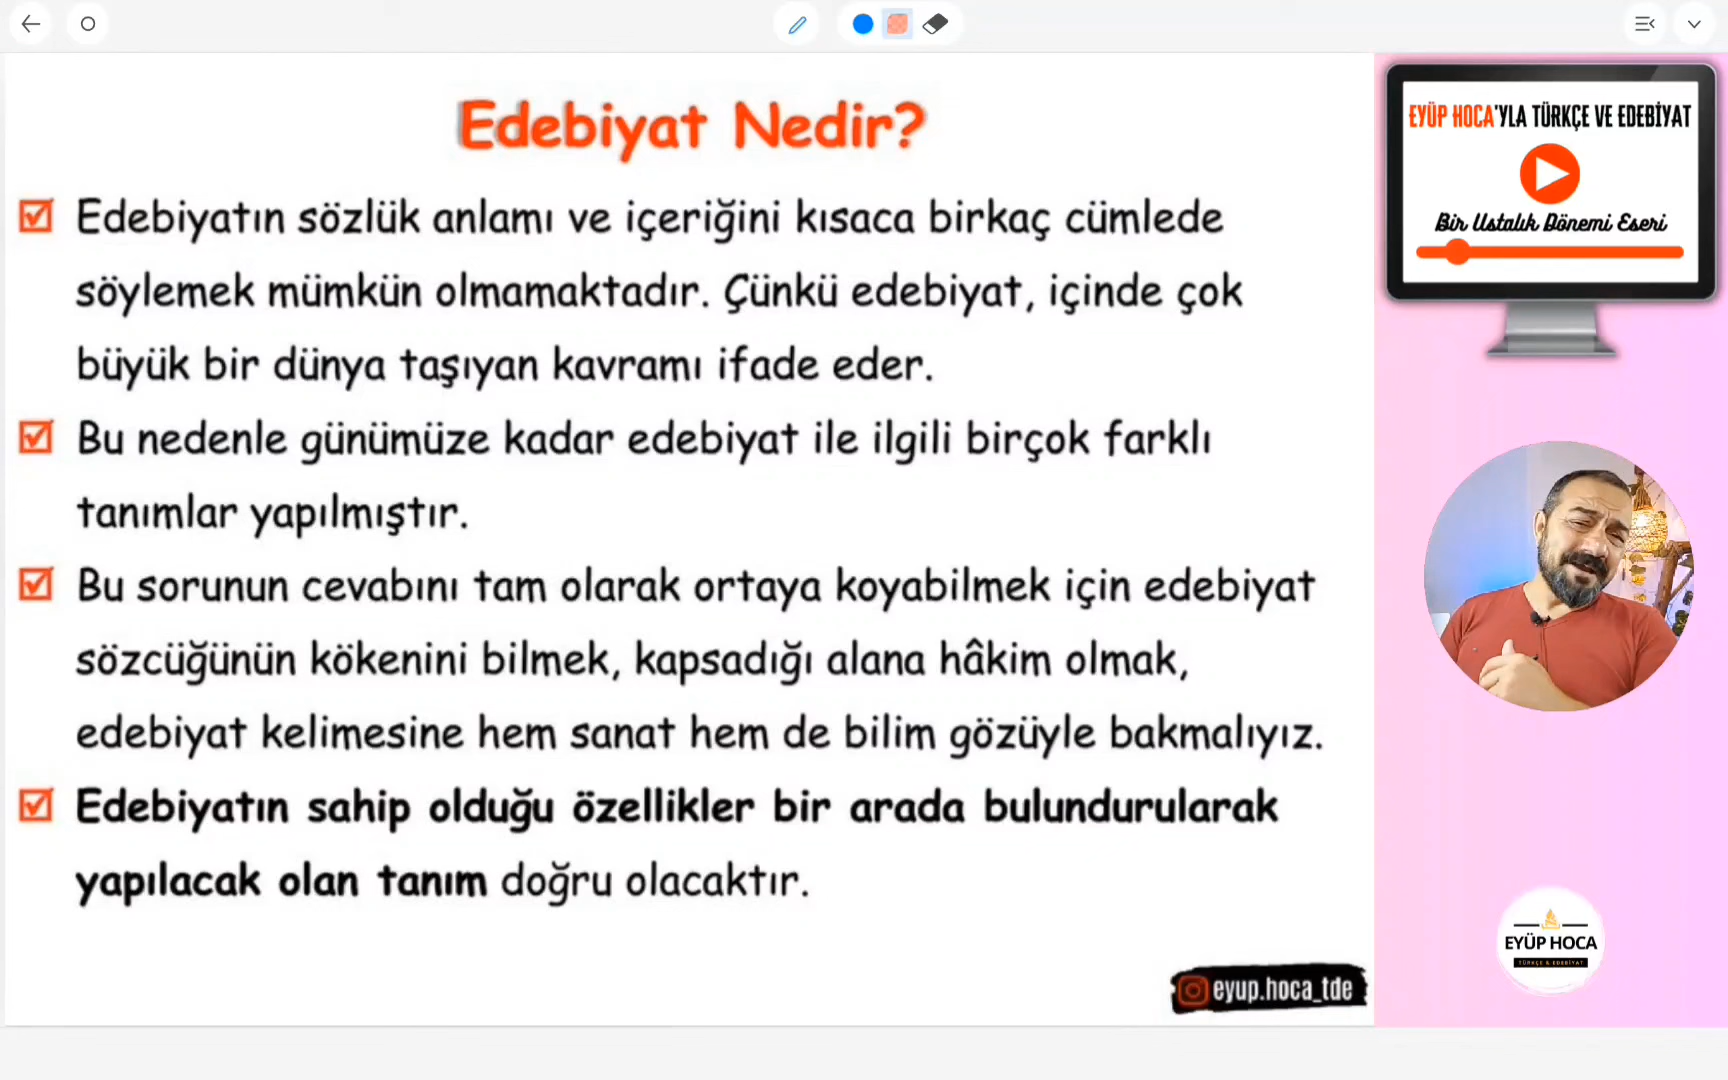 Edebiyat Nedir?
Edebiyatın sözlük anlamı ve içeriğini kısaca birkaç cümlede
söylemek mümkün olmamaktadır. Çünkü edebiyat, içinde çok
büyük bir dünya taşıyan kavramı ifade eder.
Bu nedenle günümüze kadar edebiyat ile ilgili birçok farklı
tanımlar yapılmıştır.
Bu sorunun cevabını tam olarak ortaya koyabilmek için edebiyat
sözcüğünün kökenini bilmek, kapsadığı alana hâkim olmak,
edebiyat kelimesine hem sanat hem de bilim gözüyle bakmalıyız.
Edebiyatın sahip olduğu özellikler bir arada bulundurularak
yapılacak olan tanım doğru olacaktır.
eyup.hoca_tde
EYÜP HOCA'YLA TÜRKÇE VE EDEBİYAT
Bir Ustalık Dönemi Eseri
EYÜP HOCA
TÜRKÇE & EDEBİYAT